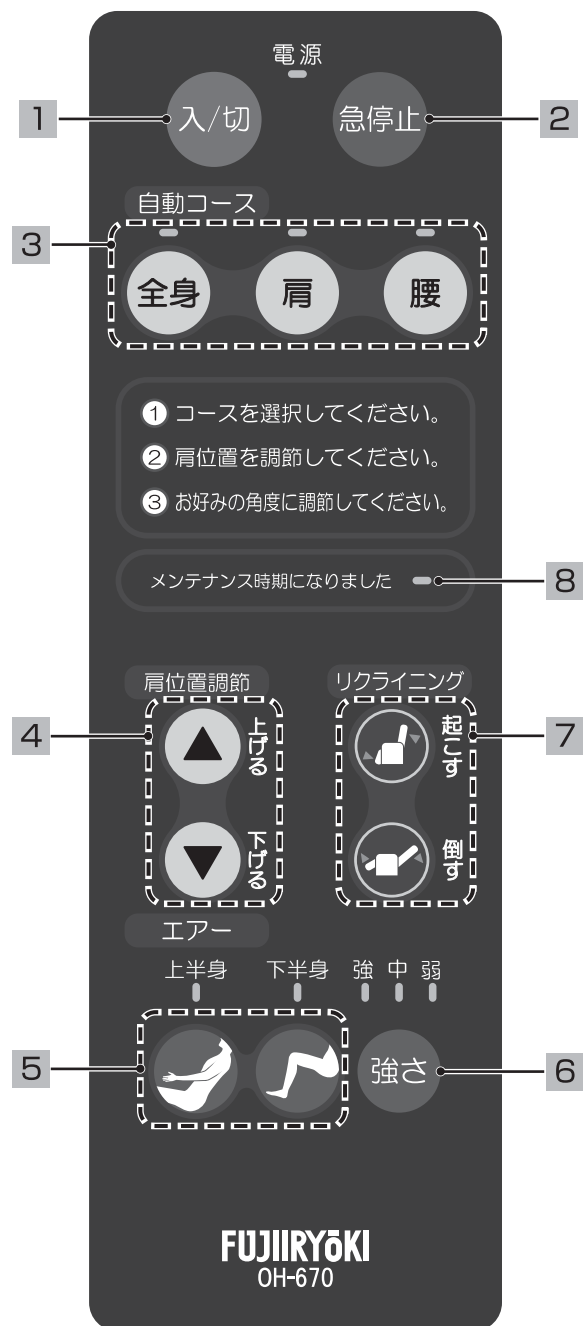 電源
1
入/切
急停止
2
自動コース
3
全身
肩
腰
① コースを選択してください。
② 肩位置を調節してください。
③ お好みの角度に調節してください。
メンテナンス時期になりました
8
肩位置調節
リクライニング
4
上げる
起こす
7
下げる
倒す
エアー
上半身
下半身
強 中 弱
5
強さ
6
FUJIIRYōKI
OH-670